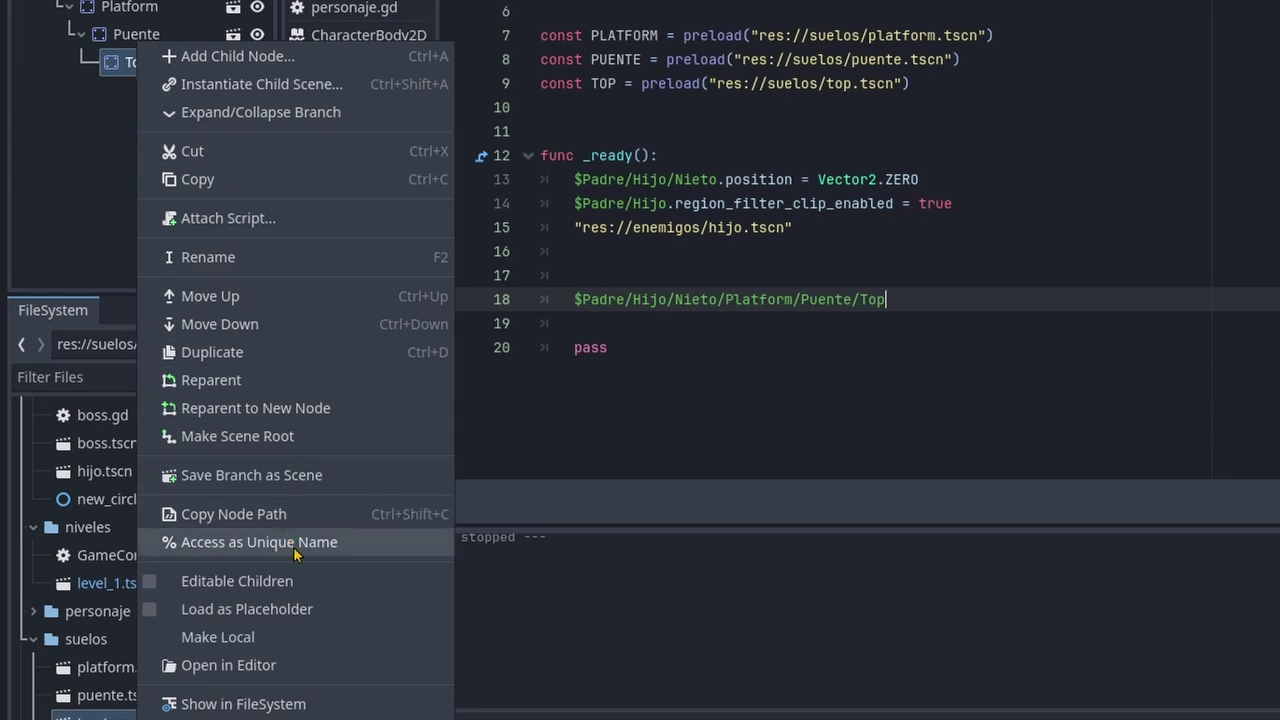 Platform
Puente
To
personaje.gd
CharacterBody2D
Add Child Node... Ctrl+A
Instantiate Child Scene... Ctrl+Shift+A
Expand/Collapse Branch
Cut Ctrl+X
Copy Ctrl+C
Attach Script...
Rename F2
Move Up Ctrl+Up
Move Down Ctrl+Down
Duplicate Ctrl+D
Reparent
Reparent to New Node
Make Scene Root
Save Branch as Scene
Copy Node Path Ctrl+Shift+C
Access as Unique Name
Editable Children
Load as Placeholder
Make Local
Open in Editor
Show in FileSystem
FileSystem
res://suelos/
Filter Files
boss.gd
boss.tscn
hijo.tscn
new_circl
niveles
GameCor
level_1.ts
personaje
suelos
platform.
puente.ts
6
7 const PLATFORM = preload("res://suelos/platform.tscn")
8 const PUENTE = preload("res://suelos/puente.tscn")
9 const TOP = preload("res://suelos/top.tscn")
10
11
12 func _ready():
13 $Padre/Hijo/Nieto.position = Vector2.ZERO
14 $Padre/Hijo.region_filter_clip_enabled = true
15 "res://enemigos/hijo.tscn"
16
17
18 $Padre/Hijo/Nieto/Platform/Puente/Top
19
20 pass
stopped ---